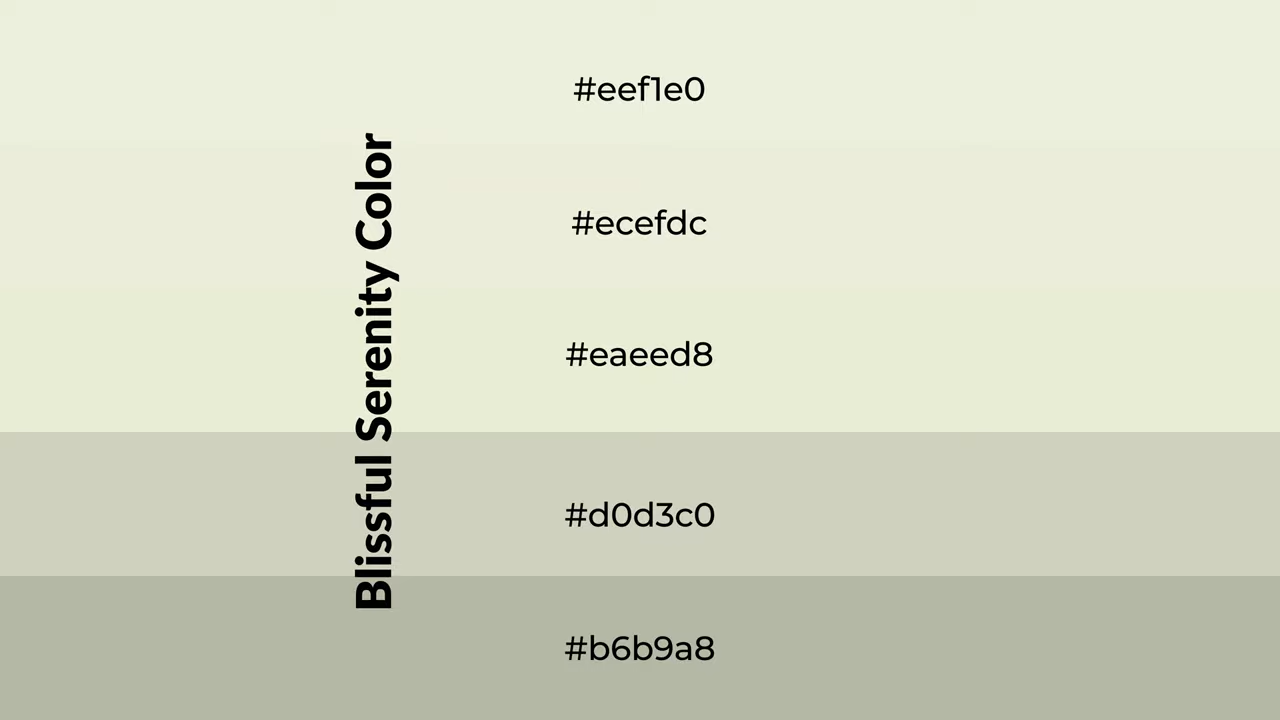 Blissful Serenity Color
#eef1e0
#ecefdc
#eaeed8
#d0d3c0
#b6b9a8